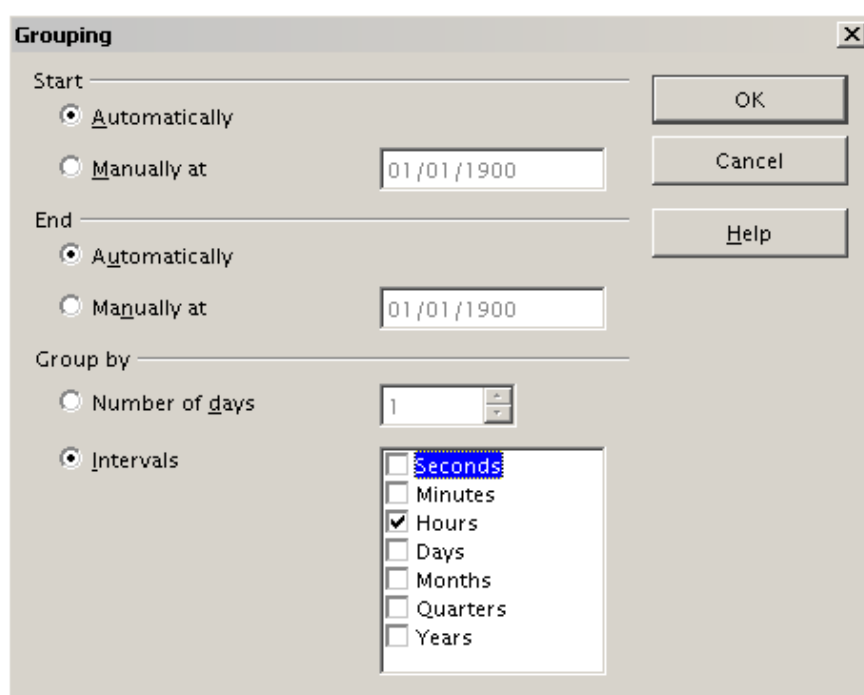 Grouping
Start
OK
Automatically
Manually at 01/01/1900
Cancel
End
Help
Automatically
Manually at 01/01/1900
Group by
Number of days 1
Intervals
Seconds
Minutes
Hours
Days
Months
Quarters
Years